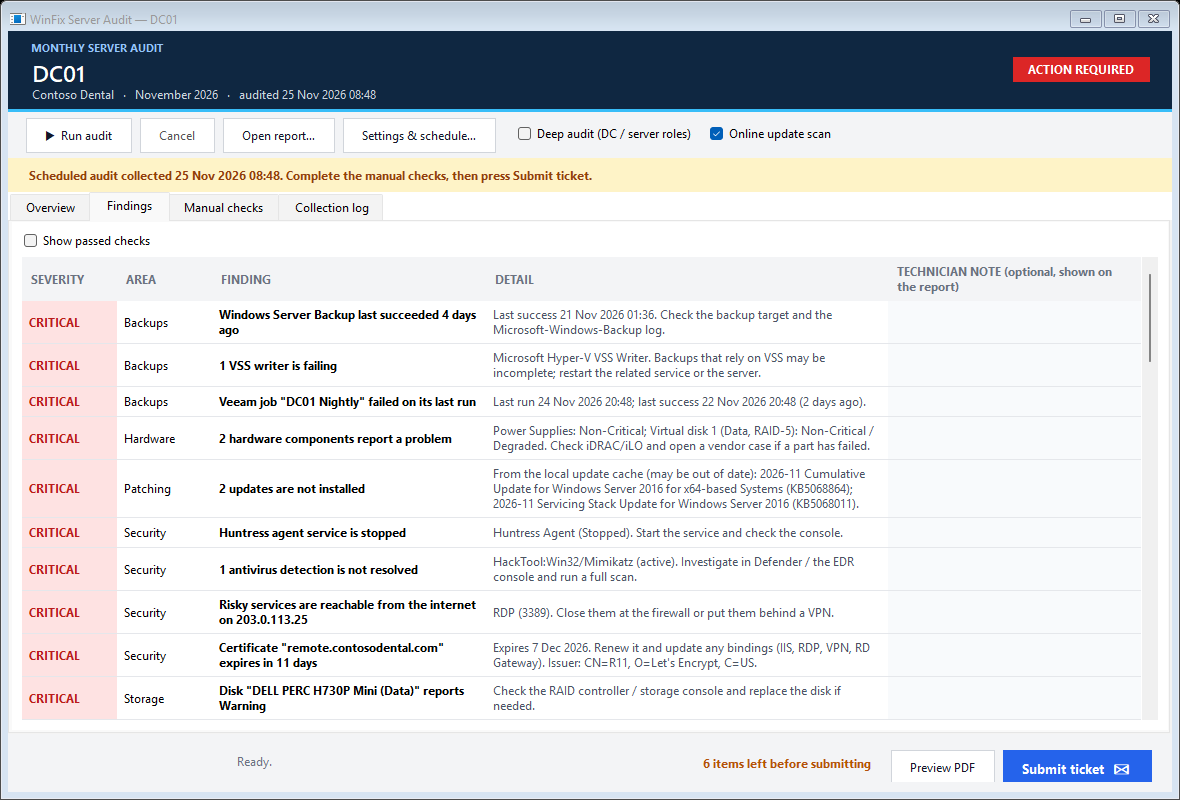 WinFix Server Audit — DC01
MONTHLY SERVER AUDIT
DC01
Contoso Dental · November 2026 · audited 25 Nov 2026 08:48
ACTION REQUIRED
Run audit
Cancel
Open report...
Settings & schedule...
Deep audit (DC / server roles)
Online update scan
Scheduled audit collected 25 Nov 2026 08:48. Complete the manual checks, then press Submit ticket.
Overview
Findings
Manual checks
Collection log
Show passed checks
SEVERITY
AREA
FINDING
DETAIL
TECHNICIAN NOTE (optional, shown on
the report)
CRITICAL
Backups
Windows Server Backup last succeeded 4 days
ago
Last success 21 Nov 2026 01:36. Check the backup target and the
Microsoft-Windows-Backup log.
CRITICAL
Backups
1 VSS writer is failing
Microsoft Hyper-V VSS Writer. Backups that rely on VSS may be
incomplete; restart the related service or the server.
CRITICAL
Backups
Veeam job "DC01 Nightly" failed on its last run
Last run 24 Nov 2026 20:48; last success 22 Nov 2026 20:48 (2 days ago).
CRITICAL
Hardware
2 hardware components report a problem
Power Supplies: Non-Critical; Virtual disk 1 (Data, RAID-5): Non-Critical /
Degraded. Check iDRAC/iLO and open a vendor case if a part has failed.
CRITICAL
Patching
2 updates are not installed
From the local update cache (may be out of date): 2026-11 Cumulative
Update for Windows Server 2016 for x64-based Systems (KB5068864);
2026-11 Servicing Stack Update for Windows Server 2016 (KB5068011).
CRITICAL
Security
Huntress agent service is stopped
Huntress Agent (Stopped). Start the service and check the console.
CRITICAL
Security
1 antivirus detection is not resolved
HackTool:Win32/Mimikatz (active). Investigate in Defender / the EDR
console and run a full scan.
CRITICAL
Security
Risky services are reachable from the internet
on 203.0.113.25
RDP (3389). Close them at the firewall or put them behind a VPN.
CRITICAL
Security
Certificate "remote.contosodental.com"
expires in 11 days
Expires 7 Dec 2026. Renew it and update any bindings (IIS, RDP, VPN, RD
Gateway). Issuer: CN=R11, O=Let's Encrypt, C=US.
CRITICAL
Storage
Disk "DELL PERC H730P Mini (Data)" reports
Warning
Check the RAID controller / storage console and replace the disk if
needed.
Ready.
6 items left before submitting
Preview PDF
Submit ticket